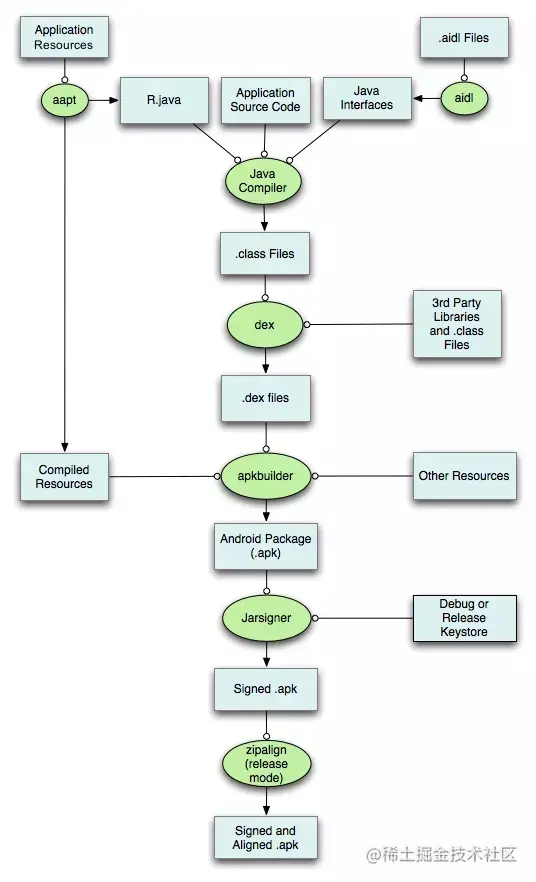 Application
Resources
.aidl Files
aapt
R.java
Application
Source Code
Java
Interfaces
aidl
Java
Compiler
.class Files
dex
3rd Party
Libraries
and .class
Files
.dex files
Compiled
Resources
apkbuilder
Other Resources
Android Package
(.apk)
Jarsigner
Debug or
Release
Keystore
Signed .apk
zipalign
(release
mode)
Signed and
Aligned .apk
@稀土掘金技术社区